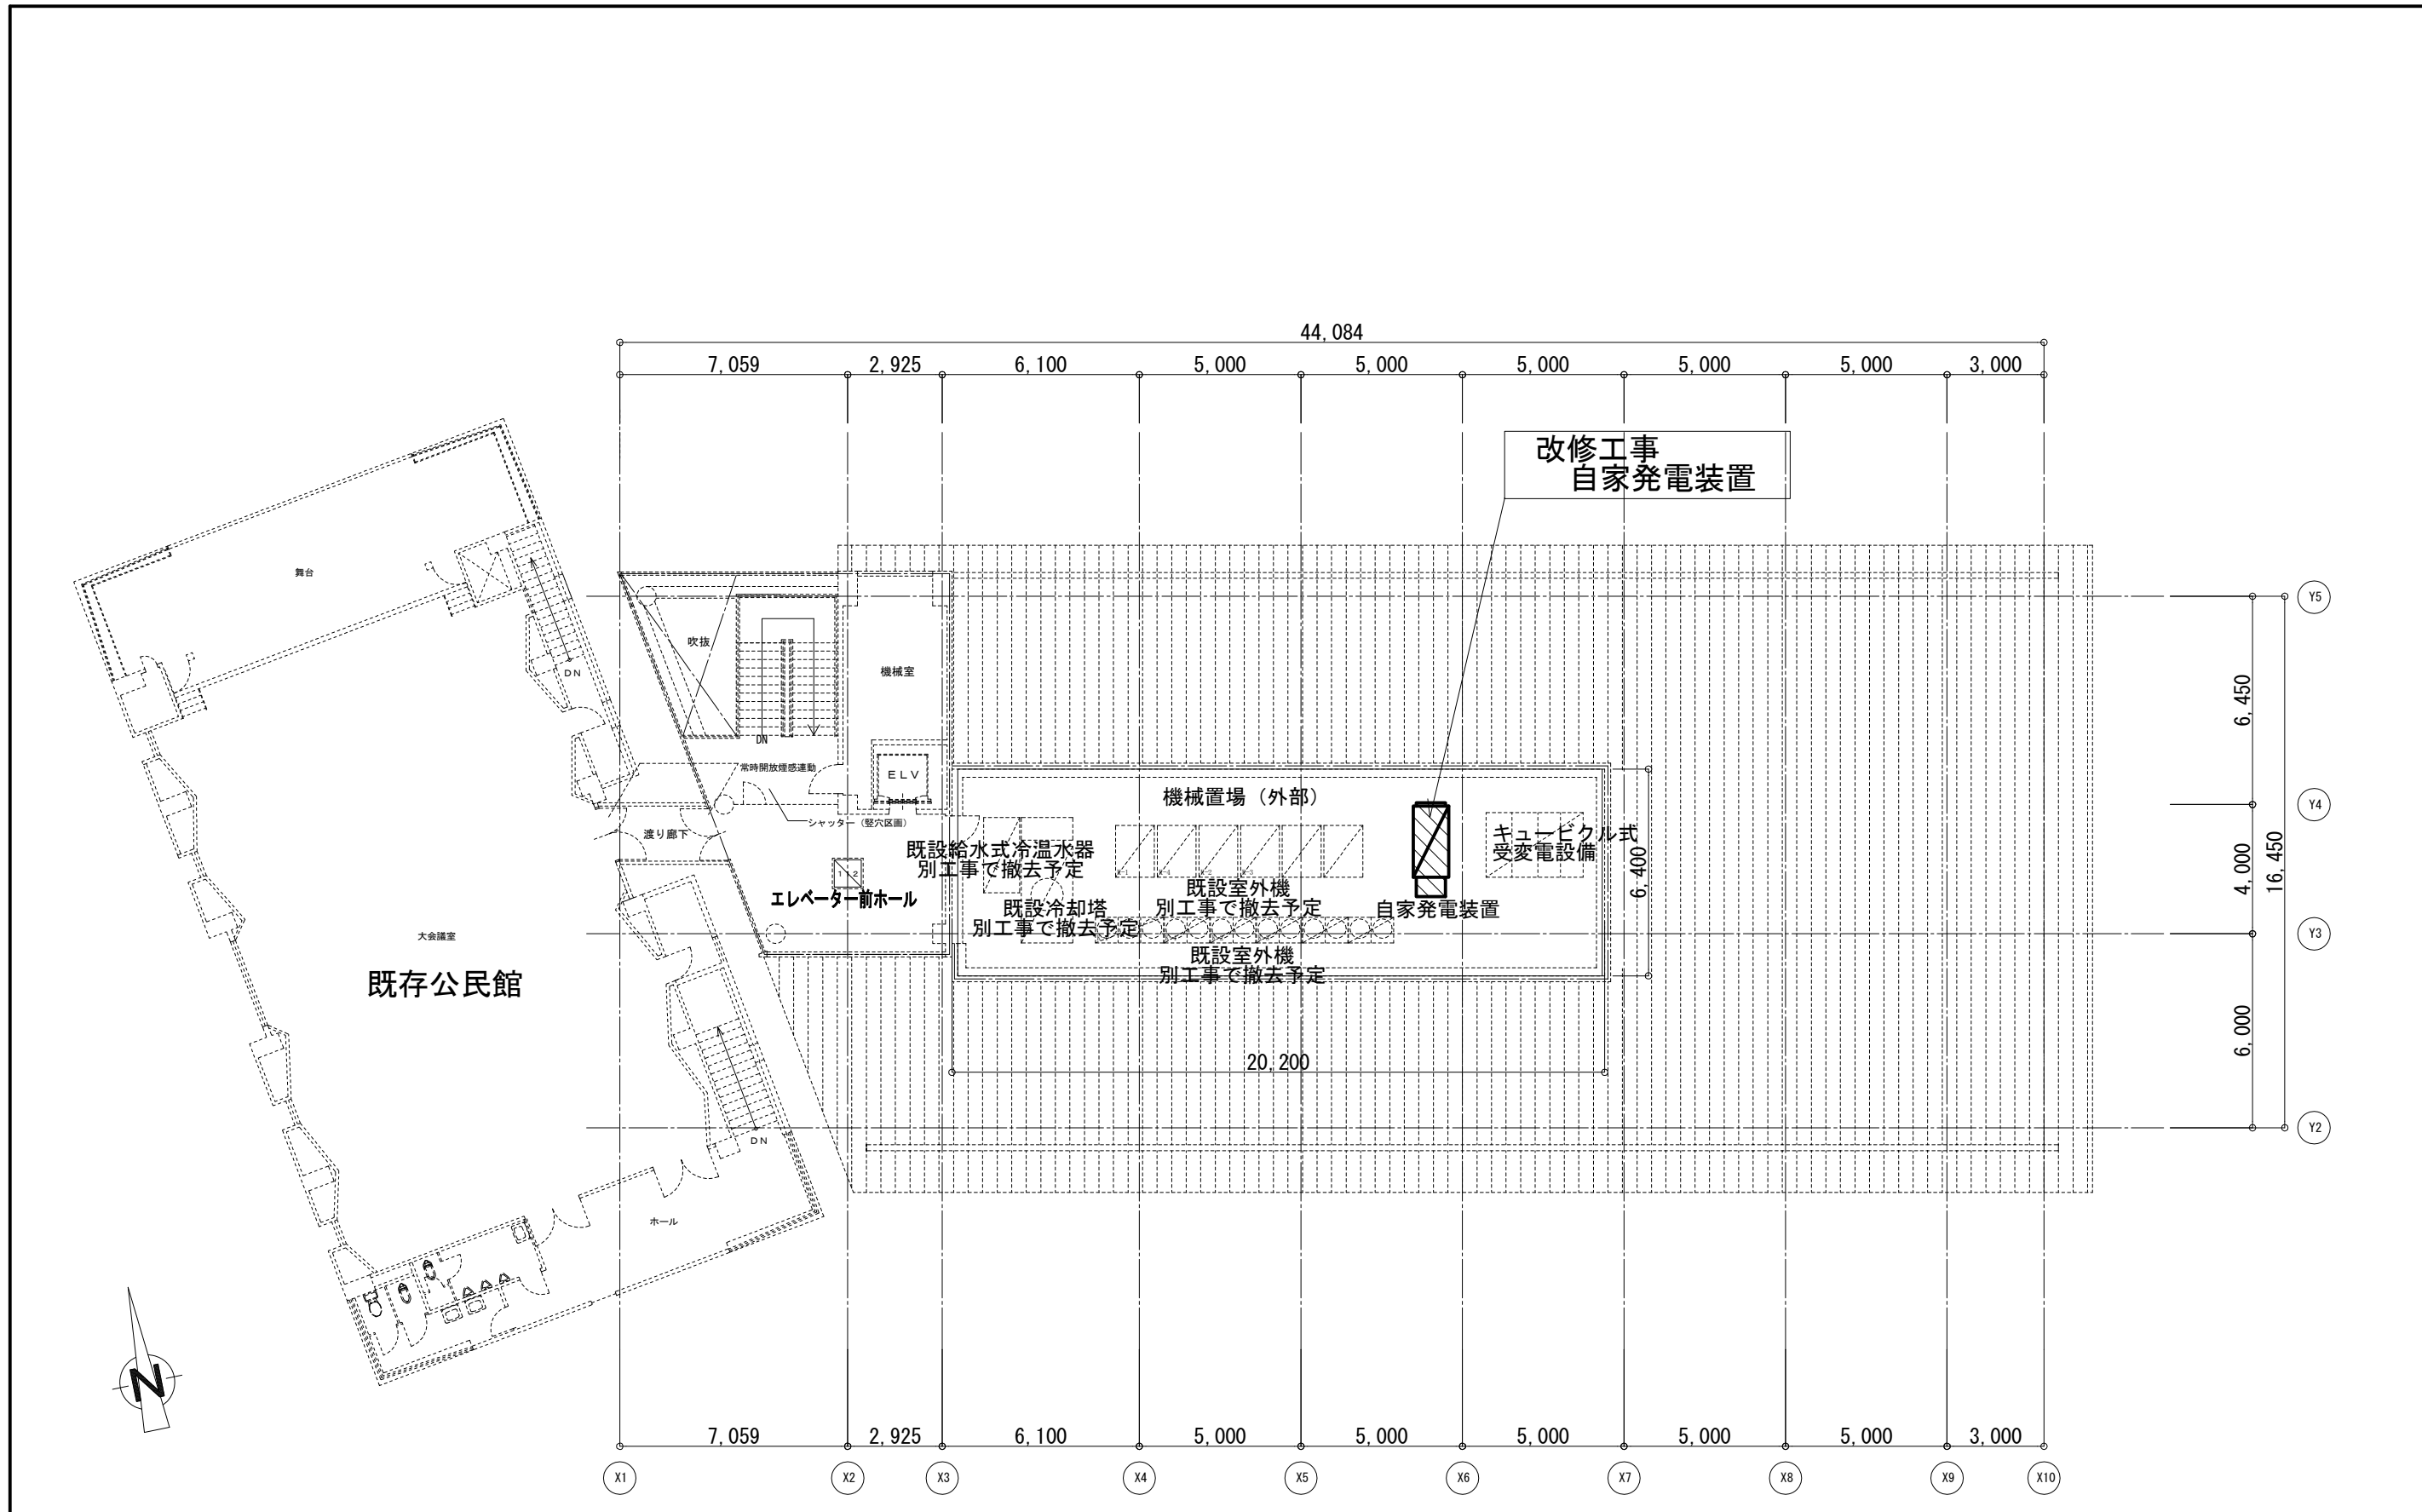 44,084
7,059 2,925 6,100 5,000 5,000 5,000 5,000 5,000 3,000
改修工事
自家発電装置
舞台
吹抜
機械室
DN
DN
常時開放煙感連動
ELV
シャッター（竪穴区画）
渡り廊下
機械置場（外部）
キュービクル式
受変電設備
既設給水式冷温水器
別工事で撤去予定
既設室外機
別工事で撤去予定
エレベーター前ホール
既設冷却塔
別工事で撤去予定
自家発電装置
6,400
既設室外機
別工事で撤去予定
大会議室
既存公民館
20,200
DN
ホール
N
Y5
6,450
Y4
4,000
16,450
Y3
6,000
Y2
7,059 2,925 6,100 5,000 5,000 5,000 5,000 5,000 3,000
X1 X2 X3 X4 X5 X6 X7 X8 X9 X10